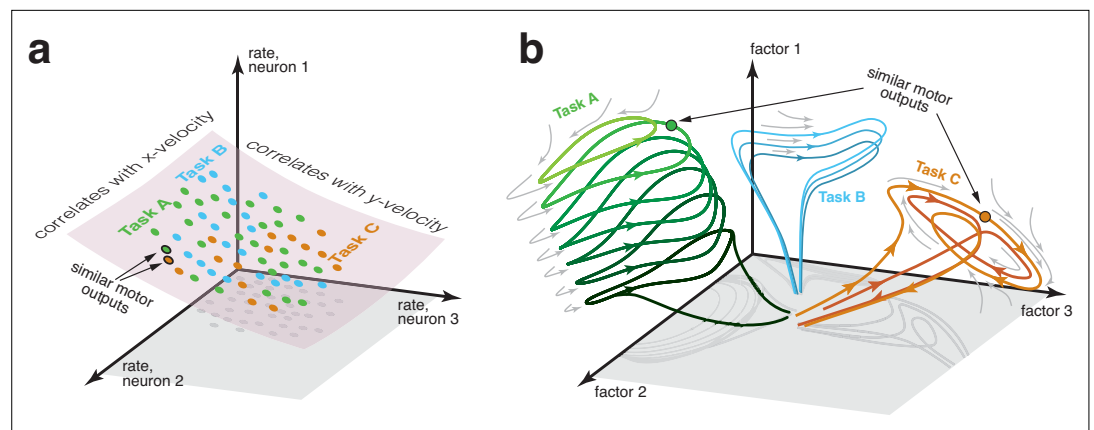 a
rate,
neuron 1
correlates with x-velocity
correlates with y-velocity
Task B
Task A
Task C
similar motor
outputs
rate,
neuron 3
rate,
neuron 2
b
factor 1
similar motor
outputs
Task A
Task B
Task C
factor 3
factor 2